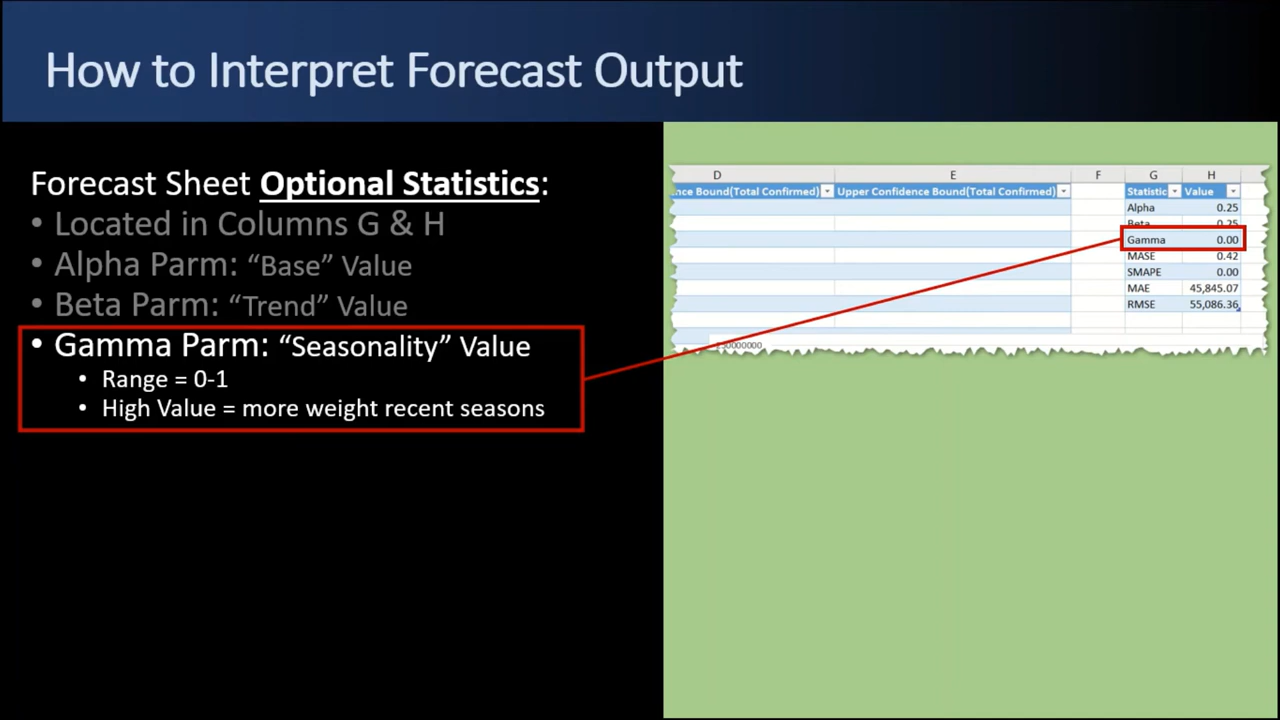 How to Interpret Forecast Output
Forecast Sheet Optional Statistics:
• Located in Columns G & H
• Alpha Parm: “Base” Value
• Beta Parm: “Trend” Value
• Gamma Parm: “Seasonality” Value
• Range = 0-1
• High Value = more weight recent seasons
D E F G H
nce Bound(Total Confirmed) Upper Confidence Bound(Total Confirmed) Statistic Value
Alpha 0.25
Beta 0.25
Gamma 0.00
MASE 0.42
SMAPE 0.00
MAE 45,845.07
RMSE 55,086.36